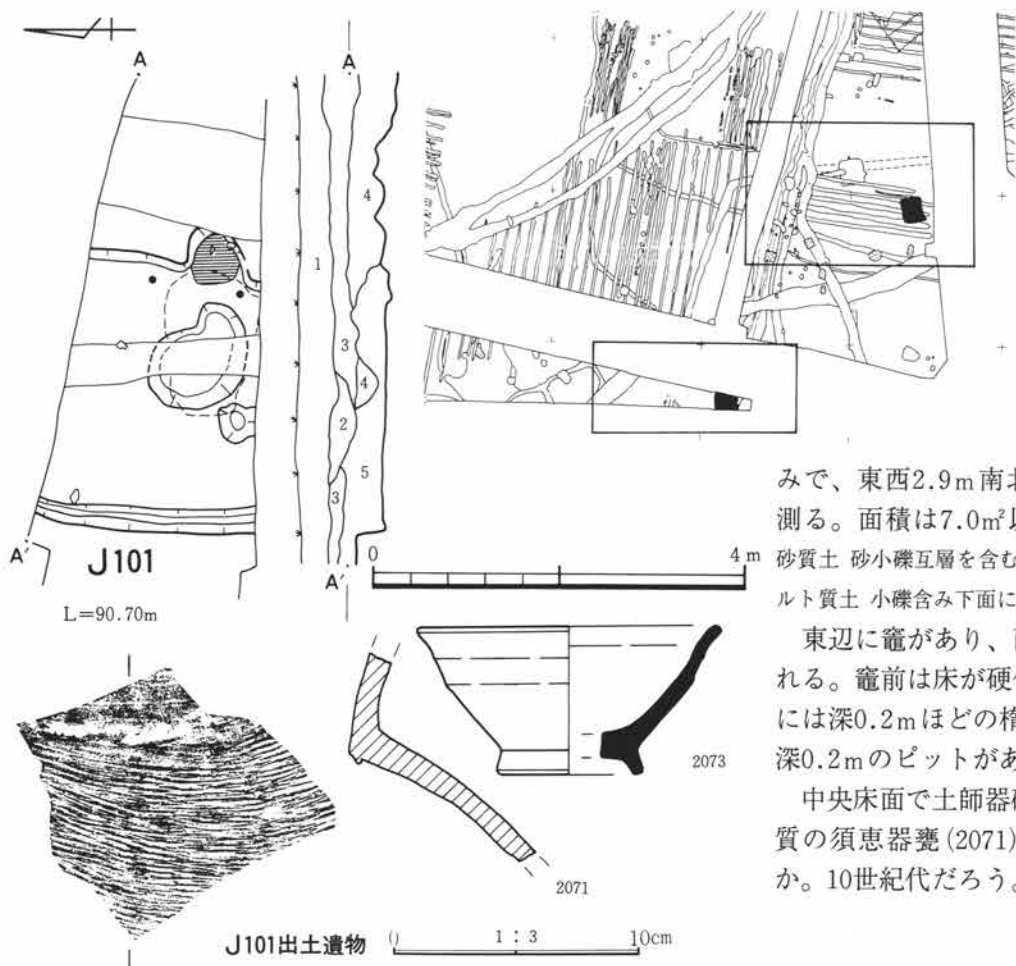 A
A
1
4
3
4
2
5
3
A'
A'
J101
L=90.70m
0 4m
みで、東西2.9m南北
測る。面積は7.0㎡以
砂質土 砂小礫互層を含む
ルト質土 小礫含み下面に
東辺に竈があり、
れる。竈前は床が硬
には深0.2mほどの楕
深0.2mのピットがあ
中央床面で土師器
質の須恵器甕(2071)
か。10世紀代だろう。
2073
2071
J101出土遺物
0 1:3 10cm